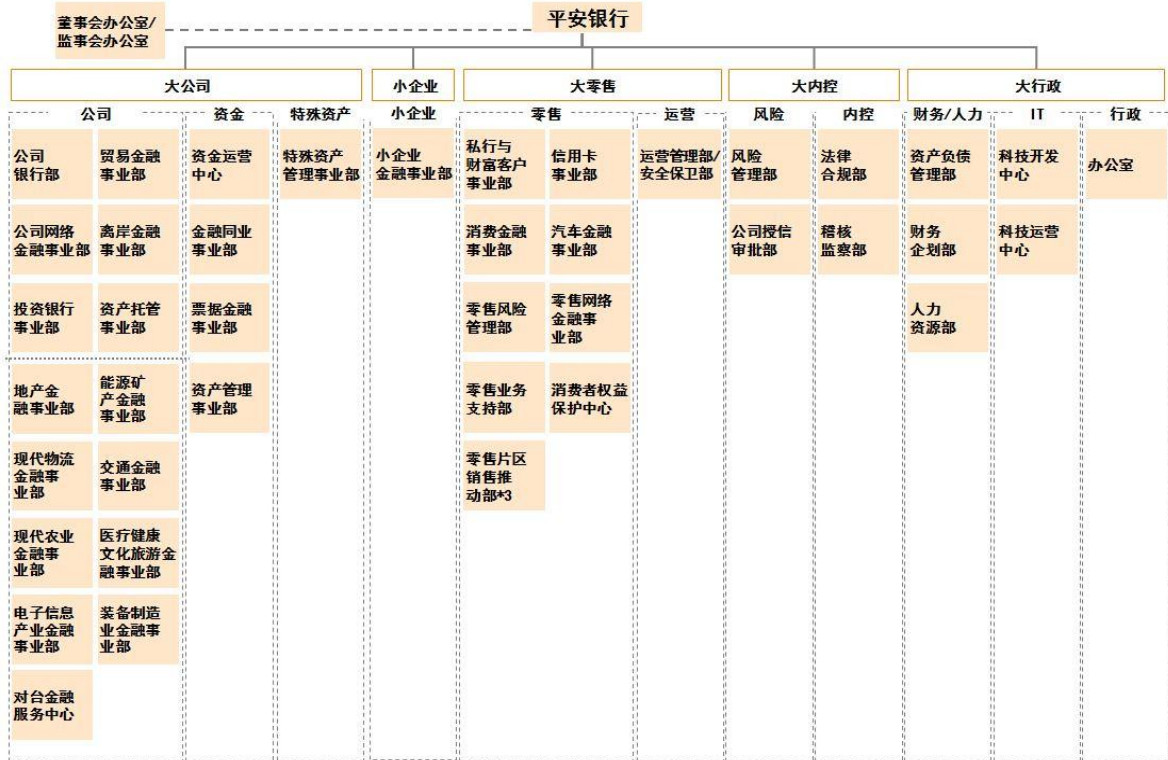 董事会办公室/
监事会办公室
平安银行
大公司
小企业
大零售
大内控
大行政
公司
资金
特殊资产
小企业
零售
运营
风险
内控
财务/人力
IT
行政
公司
银行部
贸易金融
事业部
资金运营
中心
特殊资产
管理事业部
小企业
金融事业部
私行与
财富客户
事业部
信用卡
事业部
运营管理部/
安全保卫部
风险
管理部
法律
合规部
资产负债
管理部
科技开发
中心
办公室
公司网络
金融事业部
离岸金融
事业部
金融同业
事业部
消费金融
事业部
汽车金融
事业部
公司授信
审批部
稽核
监察部
财务
企划部
科技运营
中心
投资银行
事业部
资产托管
事业部
票据金融
事业部
零售风险
管理部
零售网络
金融事
业部
人力
资源部
地产金
融事业部
能源矿
产金融
事业部
资产管理
事业部
零售业务
支持部
消费者权益
保护中心
现代物流
金融事
业部
交通金融
事业部
零售片区
销售推
动部*3
现代农业
金融事
业部
医疗健康
文化旅游金
融事业部
电子信息
产业金融
事业部
装备制造
业金融事
业部
对台金融
服务中心